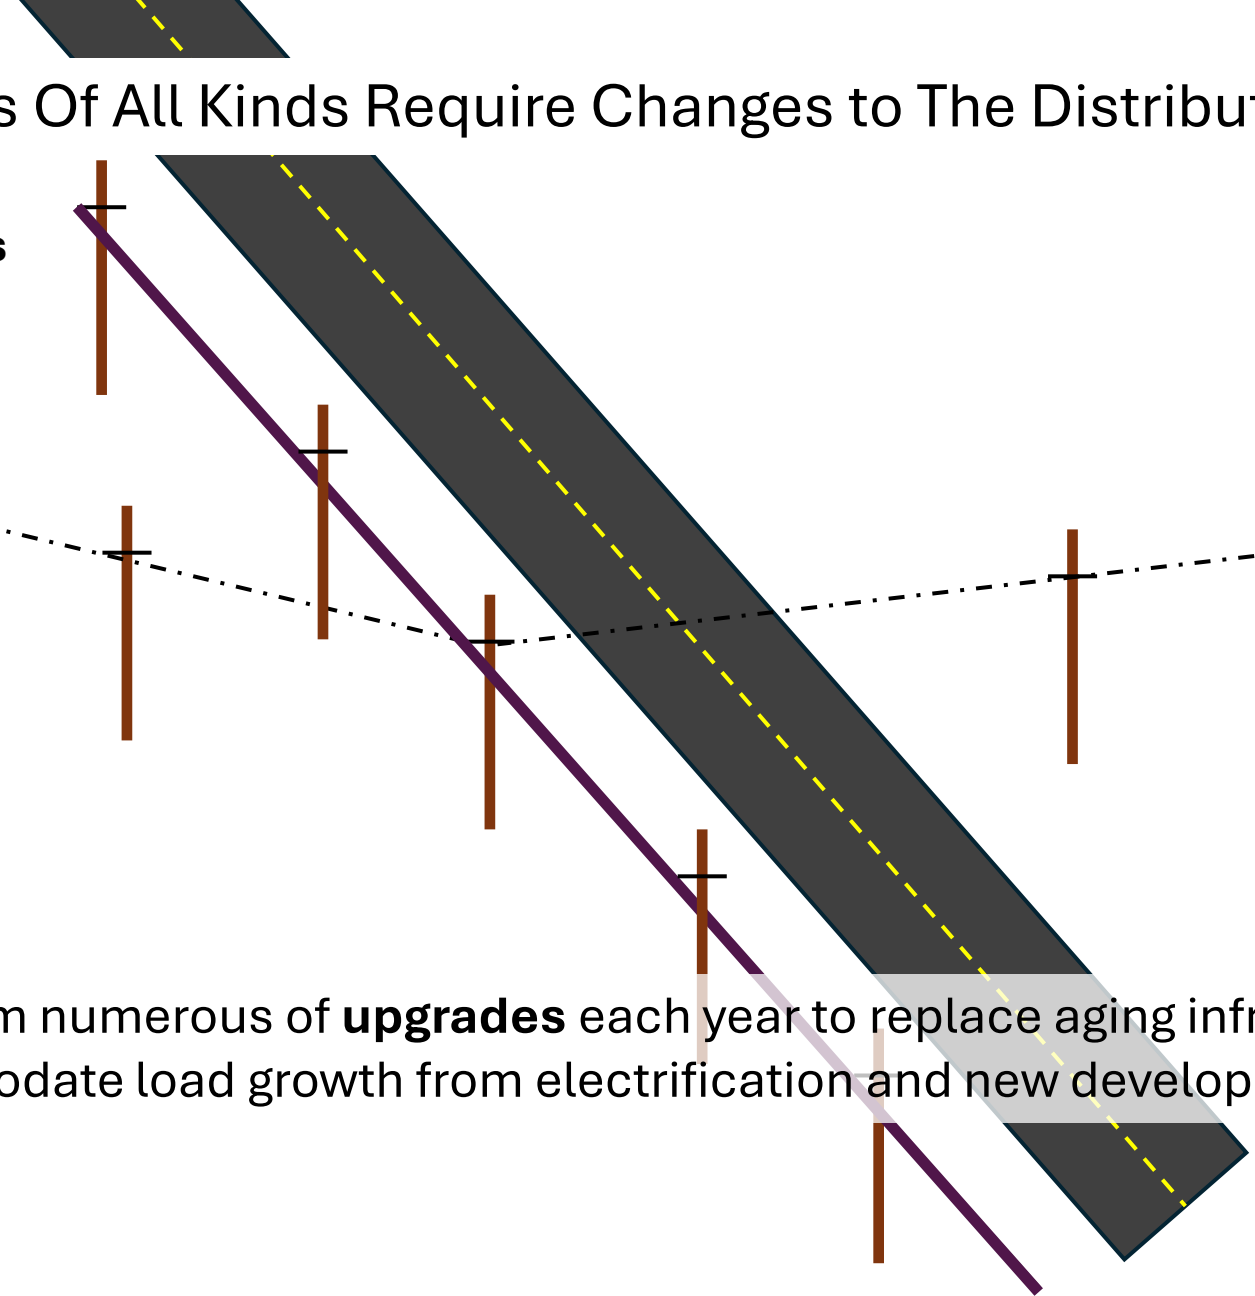 s Of All Kinds Require Changes to The Distribu
s
m numerous of upgrades each year to replace aging infr
odate load growth from electrification and new develop